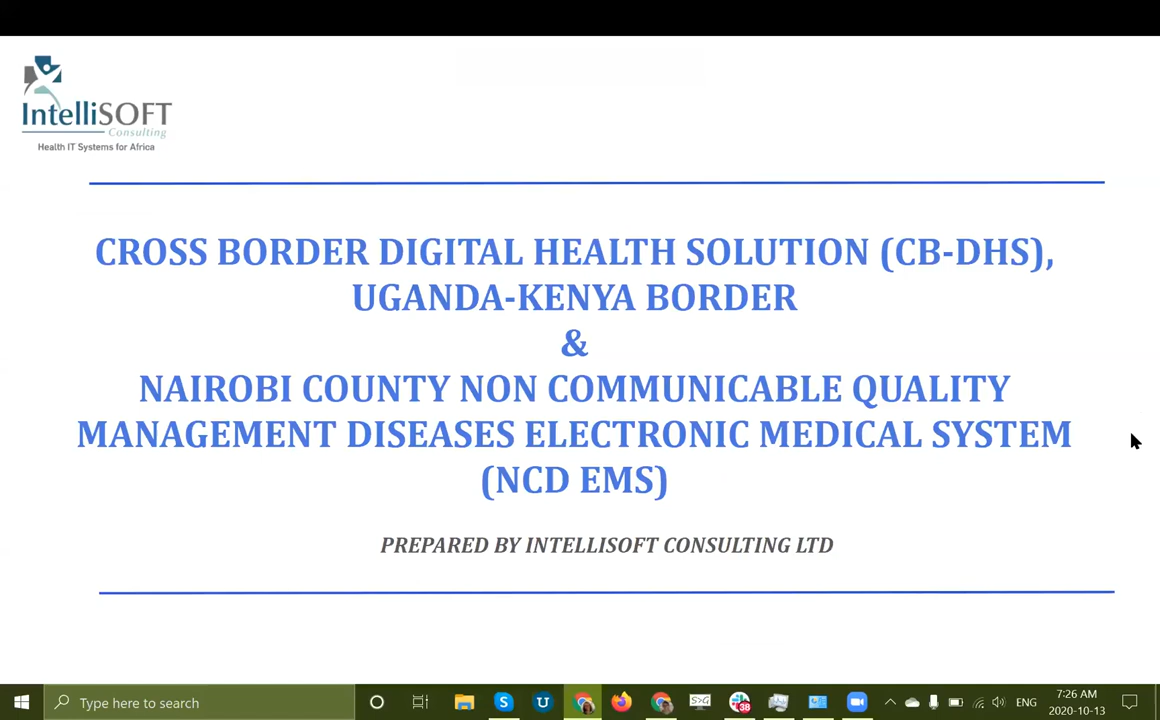 IntelliSOFT
Consulting
Health IT Systems for Africa
CROSS BORDER DIGITAL HEALTH SOLUTION (CB-DHS),
UGANDA-KENYA BORDER
&
NAIROBI COUNTY NON COMMUNICABLE QUALITY
MANAGEMENT DISEASES ELECTRONIC MEDICAL SYSTEM
(NCD EMS)
PREPARED BY INTELLISOFT CONSULTING LTD
Type here to search
38
ENG
7:26 AM
2020-10-13